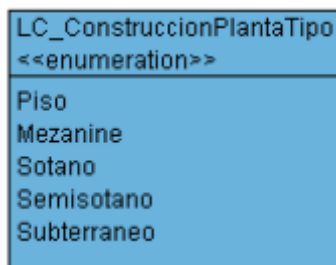 LC_ConstruccionPlantaTipo
<<enumeration>>
Piso
Mezanine
Sotano
Semisotano
Subterraneo